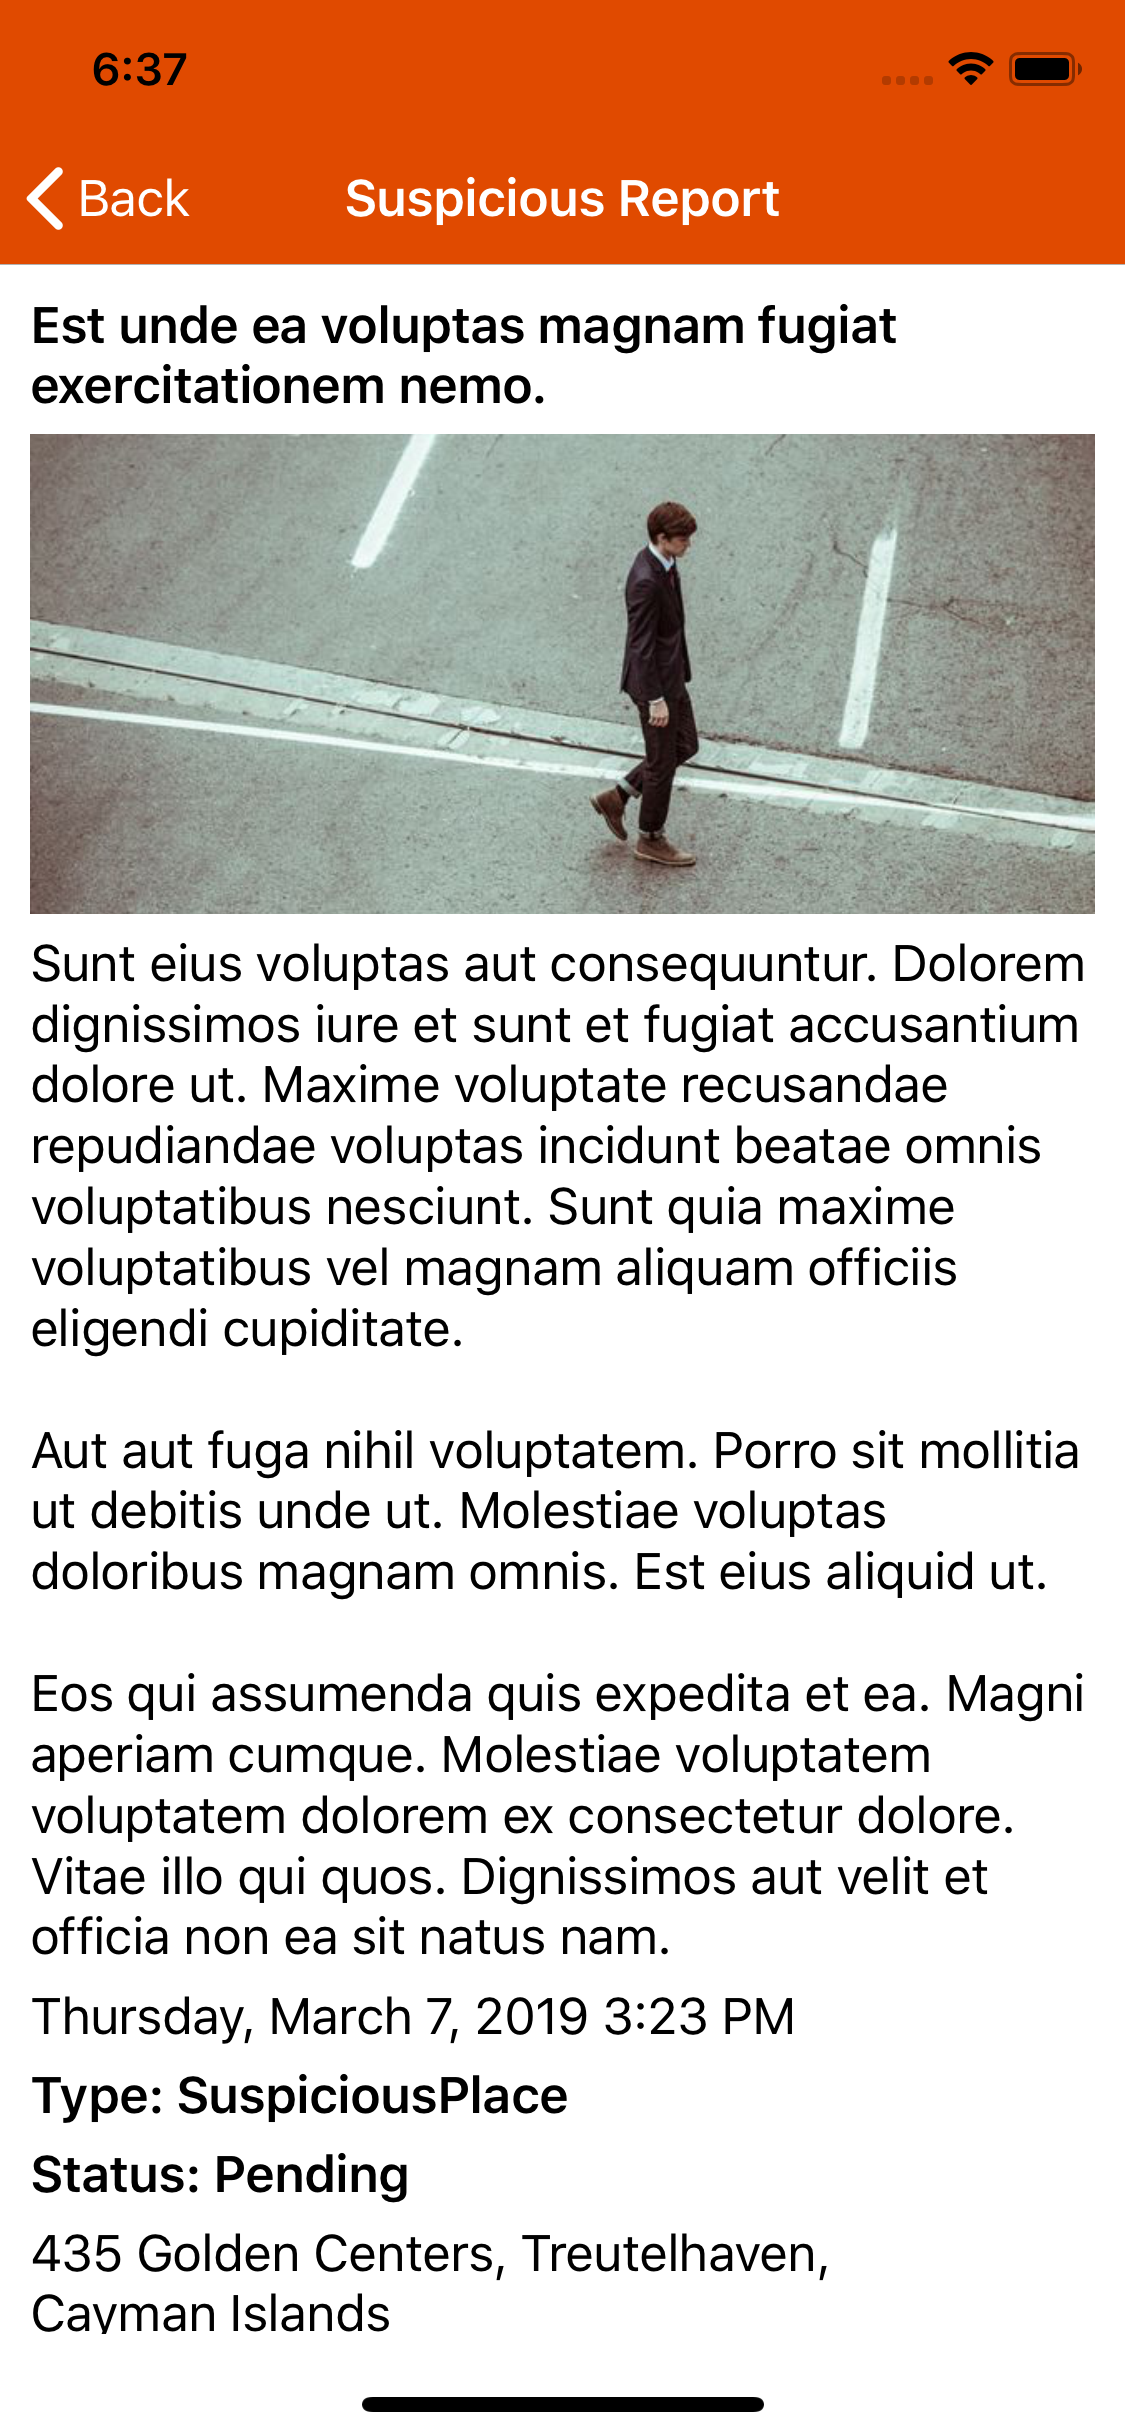 6:37
Back
Suspicious Report
Est unde ea voluptas magnam fugiat
exercitationem nemo.
Sunt eius voluptas aut consequuntur. Dolorem
dignissimos iure et sunt et fugiat accusantium
dolore ut. Maxime voluptate recusandae
repudiandae voluptas incidunt beatae omnis
voluptatibus nesciunt. Sunt quia maxime
voluptatibus vel magnam aliquam officiis
eligendi cupiditate.
Aut aut fuga nihil voluptatem. Porro sit mollitia
ut debitis unde ut. Molestiae voluptas
doloribus magnam omnis. Est eius aliquid ut.
Eos qui assumenda quis expedita et ea. Magni
aperiam cumque. Molestiae voluptatem
voluptatem dolorem ex consectetur dolore.
Vitae illo qui quos. Dignissimos aut velit et
officia non ea sit natus nam.
Thursday, March 7, 2019 3:23 PM
Type: SuspiciousPlace
Status: Pending
435 Golden Centers, Treutelhaven,
Cayman Islands